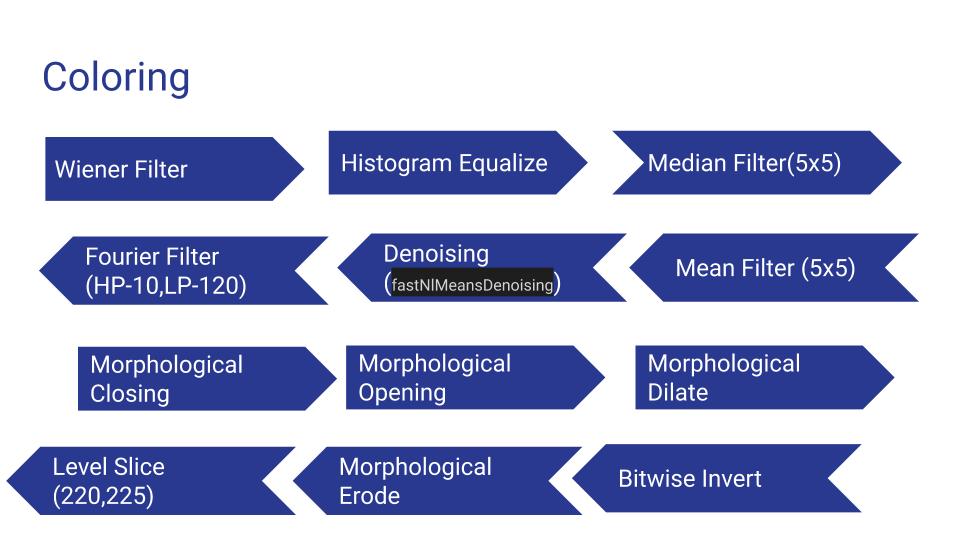 Coloring
Wiener Filter
Histogram Equalize
Median Filter(5x5)
Mean Filter (5x5)
Denoising
(fastNlMeansDenoising)
Fourier Filter
(HP-10,LP-120)
Morphological
Closing
Morphological
Opening
Morphological
Dilate
Bitwise Invert
Morphological
Erode
Level Slice
(220,225)